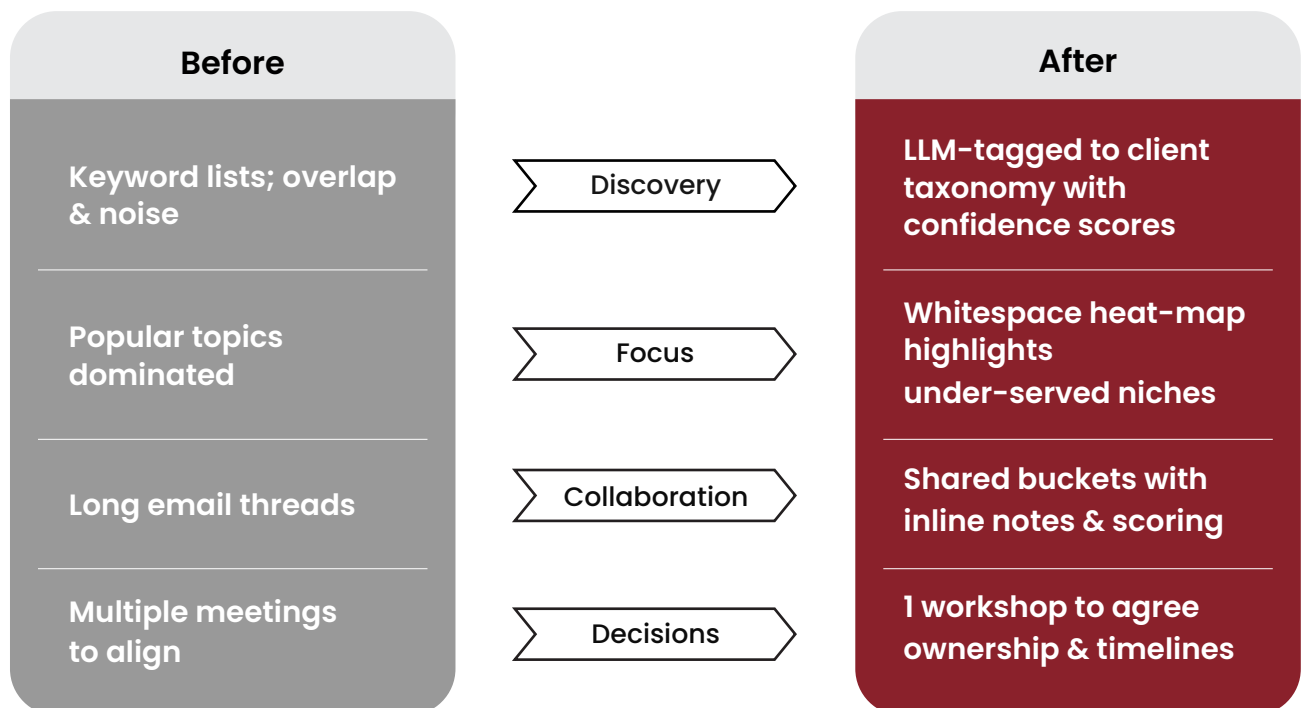 Before
After
Keyword lists; overlap
& noise
Discovery
LLM-tagged to client
taxonomy with
confidence scores
Popular topics
dominated
Focus
Whitespace heat-map
highlights
under-served niches
Long email threads
Collaboration
Shared buckets with
inline notes & scoring
Multiple meetings
to align
Decisions
1 workshop to agree
ownership & timelines